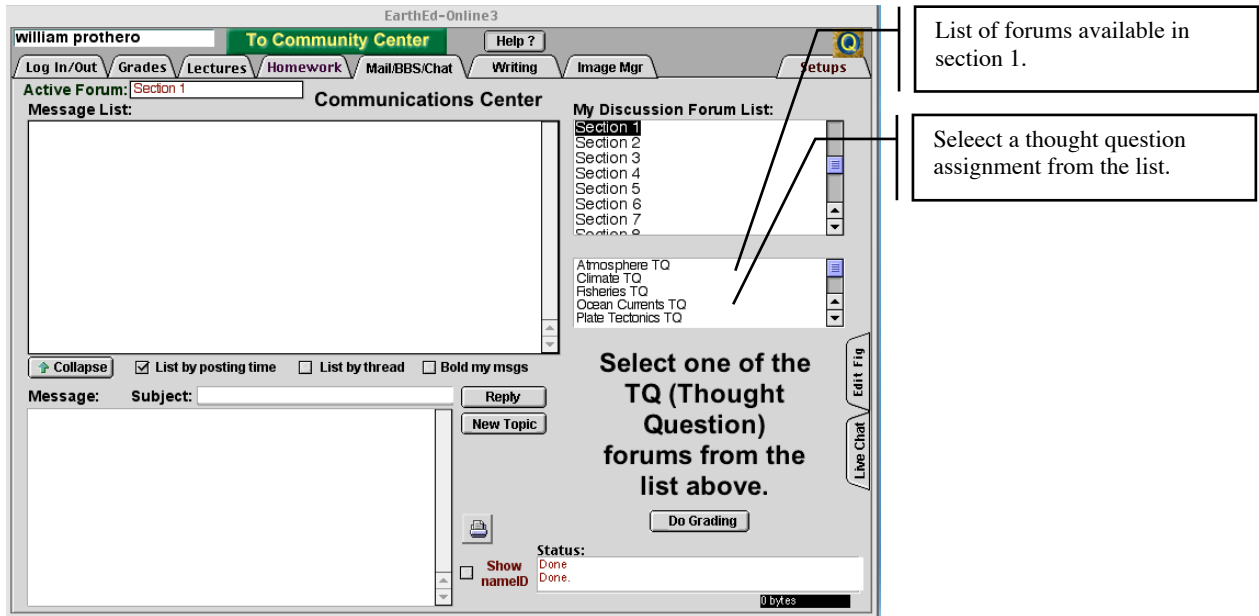 EarthEd-Online3
william prothero
To Community Center
Help ?
Q
Log In/Out
Grades
Lectures
Homework
Mail/BBS/Chat
Writing
Image Mgr
Setups
Active Forum:
Section 1
Communications Center
Message List:
My Discussion Forum List:
Section 1
Section 2
Section 3
Section 4
Section 5
Section 6
Section 7
Section 8
Atmosphere TQ
Climate TQ
Fisheries TQ
Ocean Currents TQ
Plate Tectonics TQ
Collapse
List by posting time
List by thread
Bold my msgs
Message:
Subject:
Reply
New Topic
Select one of the
TQ (Thought
Question)
forums from the
list above.
Edit Fig
Live Chat
Do Grading
Status:
Done
Done.
Show
nameID
0 bytes
List of forums available in
section 1.
Seleect a thought question
assignment from the list.